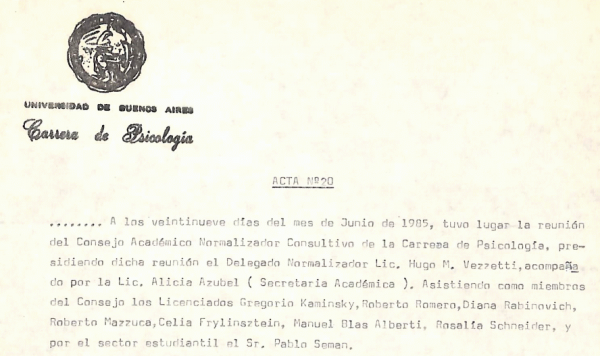 UNIVERSIDAD DE BUENOS AIRES
Carrera de Psicología
ACTA Nº20
........ A los veintinueve días del mes de Junio de 1985, tuvo lugar la reunión
del Consejo Académico Normalizador Consultivo de la Carrera de Psicología, pre-
sidiendo dicha reunión el Delegado Normalizador Lic. Hugo M. Vezzetti,acompaña
do por la Lic. Alicia Azubel ( Secretaria Académica ). Asistiendo como miembros
del Consejo los Licenciados Gregorio Kaminsky,Roberto Romero,Diana Rabinovich,
Roberto Mazzuca,Celia Frylinsztein, Manuel Blas Alberti, Rosalía Schneider, y
por el sector estudiantil el Sr. Pablo Seman.